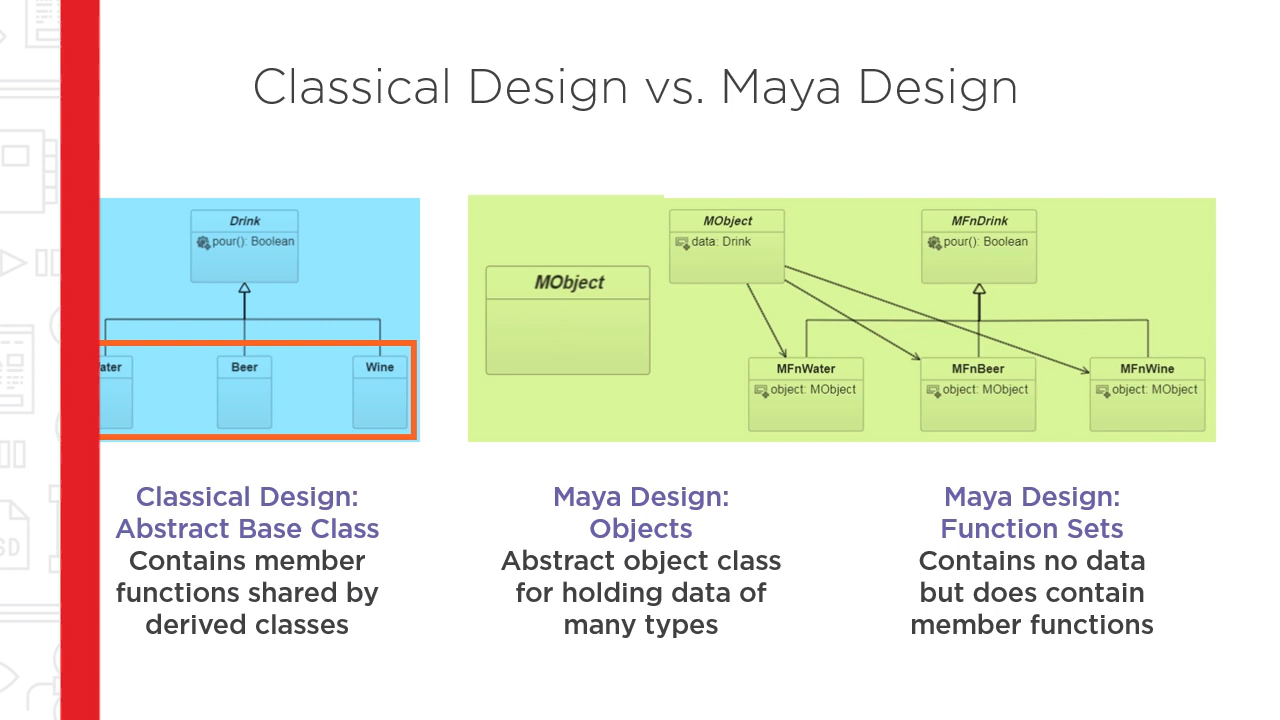 Classical Design vs. Maya Design
Drink
pour(): Boolean
ater
Beer
Wine
MObject
MObject
data: Drink
MFnDrink
pour(): Boolean
MFnWater
object: MObject
MFnBeer
object: MObject
MFnWine
object: MObject
Classical Design:
Abstract Base Class
Contains member
functions shared by
derived classes
Maya Design:
Objects
Abstract object class
for holding data of
many types
Maya Design:
Function Sets
Contains no data
but does contain
member functions
SD